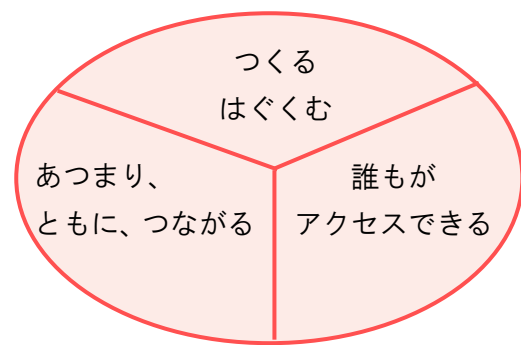 つくる
はぐくむ
あつまり、
ともに、つながる
誰もが
アクセスできる